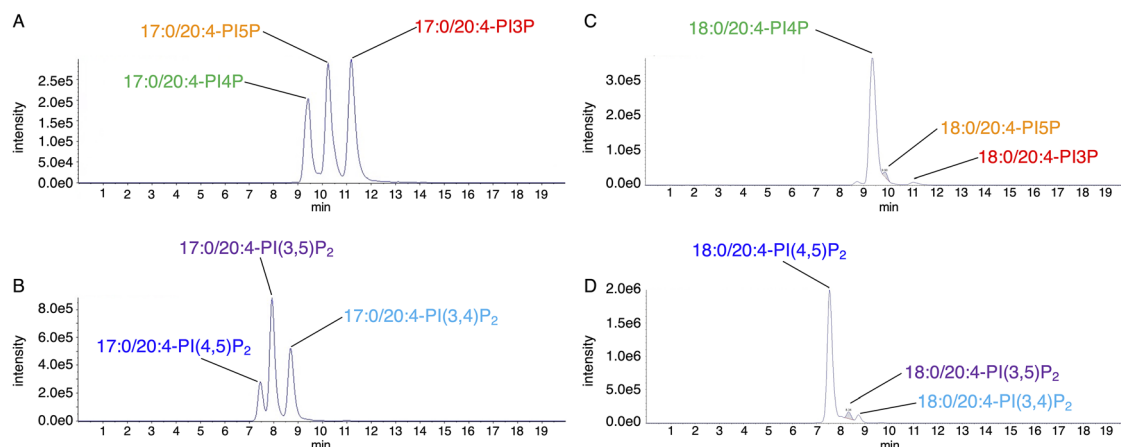 A
17:0/20:4-PI5P
17:0/20:4-PI3P
17:0/20:4-PI4P
intensity
2.5e5
2.0e5
1.5e5
1.0e5
5.0e4
0.0e0
1 2 3 4 5 6 7 8 9 10 11 12 13 14 15 16 17 18 19
min
C
18:0/20:4-PI4P
18:0/20:4-PI5P
18:0/20:4-PI3P
intensity
3.0e5
2.0e5
1.0e5
0.0e0
1 2 3 4 5 6 7 8 9 10 11 12 13 14 15 16 17 18 19
min
B
17:0/20:4-PI(3,5)P₂
17:0/20:4-PI(3,4)P₂
17:0/20:4-PI(4,5)P₂
intensity
8.0e5
6.0e5
4.0e5
2.0e5
0.0e0
1 2 3 4 5 6 7 8 9 10 11 12 13 14 15 16 17 18 19
min
D
18:0/20:4-PI(4,5)P₂
18:0/20:4-PI(3,5)P₂
18:0/20:4-PI(3,4)P₂
intensity
2.0e6
1.5e6
1.0e6
5.0e5
0.0e0
1 2 3 4 5 6 7 8 9 10 11 12 13 14 15 16 17 18 19
min